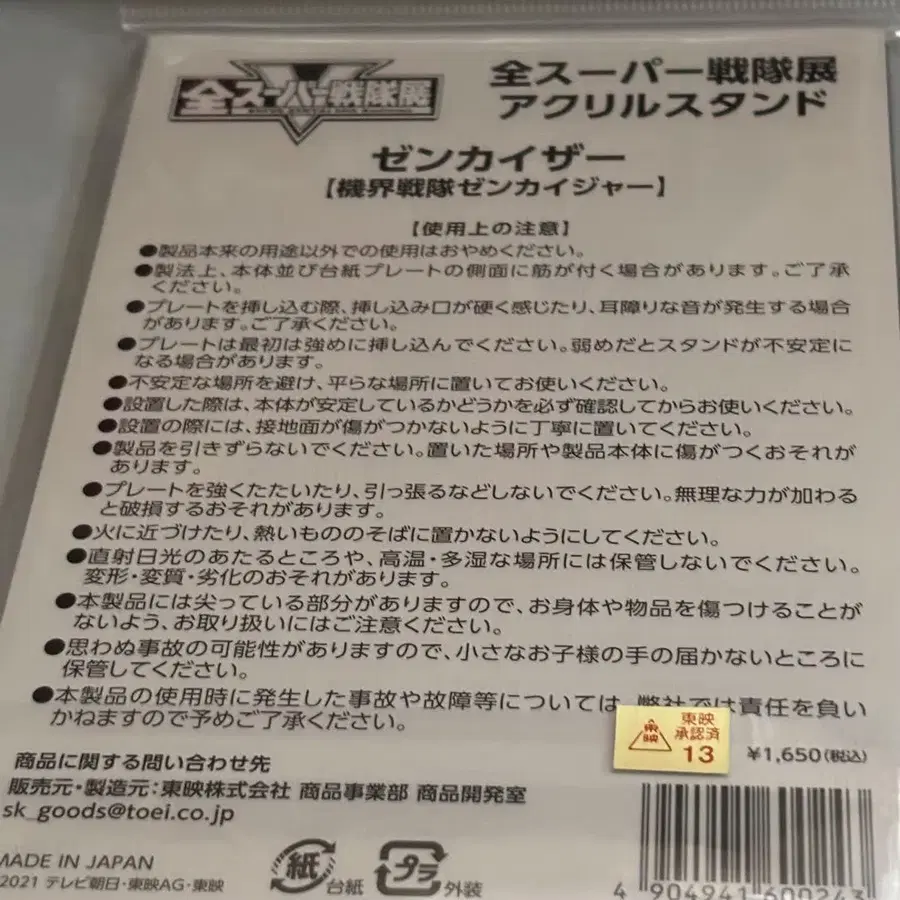 全スーパー戦隊展
全スーパー戦隊展
アクリルスタンド
ゼンカイザー
【機界戦隊ゼンカイジャー】
【使用上の注意】
●製品本来の用途以外での使用はおやめください。
●製法上、本体並び台紙プレートの側面に筋が付く場合があります。ご了承
ください。
●プレートを挿し込む際、挿し込み口が硬く感じたり、耳障りな音が発生する場合
があります。ご了承ください。
●プレートは最初は強めに挿し込んでください。弱めだとスタンドが不安定に
なる場合があります。
●不安定な場所を避け、平らな場所に置いてお使いください。
●設置した際は、本体が安定しているかどうかを必ず確認してからお使いください。
●設置の際には、接地面が傷がつかないように丁寧に置いてください。
●製品を引きずらないでください。置いた場所や製品本体に傷がつくおそれが
あります。
●プレートを強くたたいたり、引っ張るなどしないでください。無理な力が加わる
と破損するおそれがあります。
●火に近づけたり、熱いもののそばに置かないようにしてください。
●直射日光のあたるところや、高温・多湿な場所には保管しないでください。
変形・変質・劣化のおそれがあります。
●本製品には尖っている部分がありますので、お身体や物品を傷つけることが
ないよう、お取り扱いにはご注意ください。
●思わぬ事故の可能性がありますので、小さなお子様の手の届かないところに
保管してください。
●本製品の使用時に発生した事故や故障等については、弊社では責任を負い
かねますので予めご了承ください。
東映
東映
承認済
13
¥1,650(税込)
商品に関する問い合わせ先
販売元・製造元：東映株式会社 商品事業部 商品開発室
sk_goods@toei.co.jp
MADE IN JAPAN
2021 テレビ朝日・東映AG・東映
紙 台紙
プラ 外装
4 904941 600243